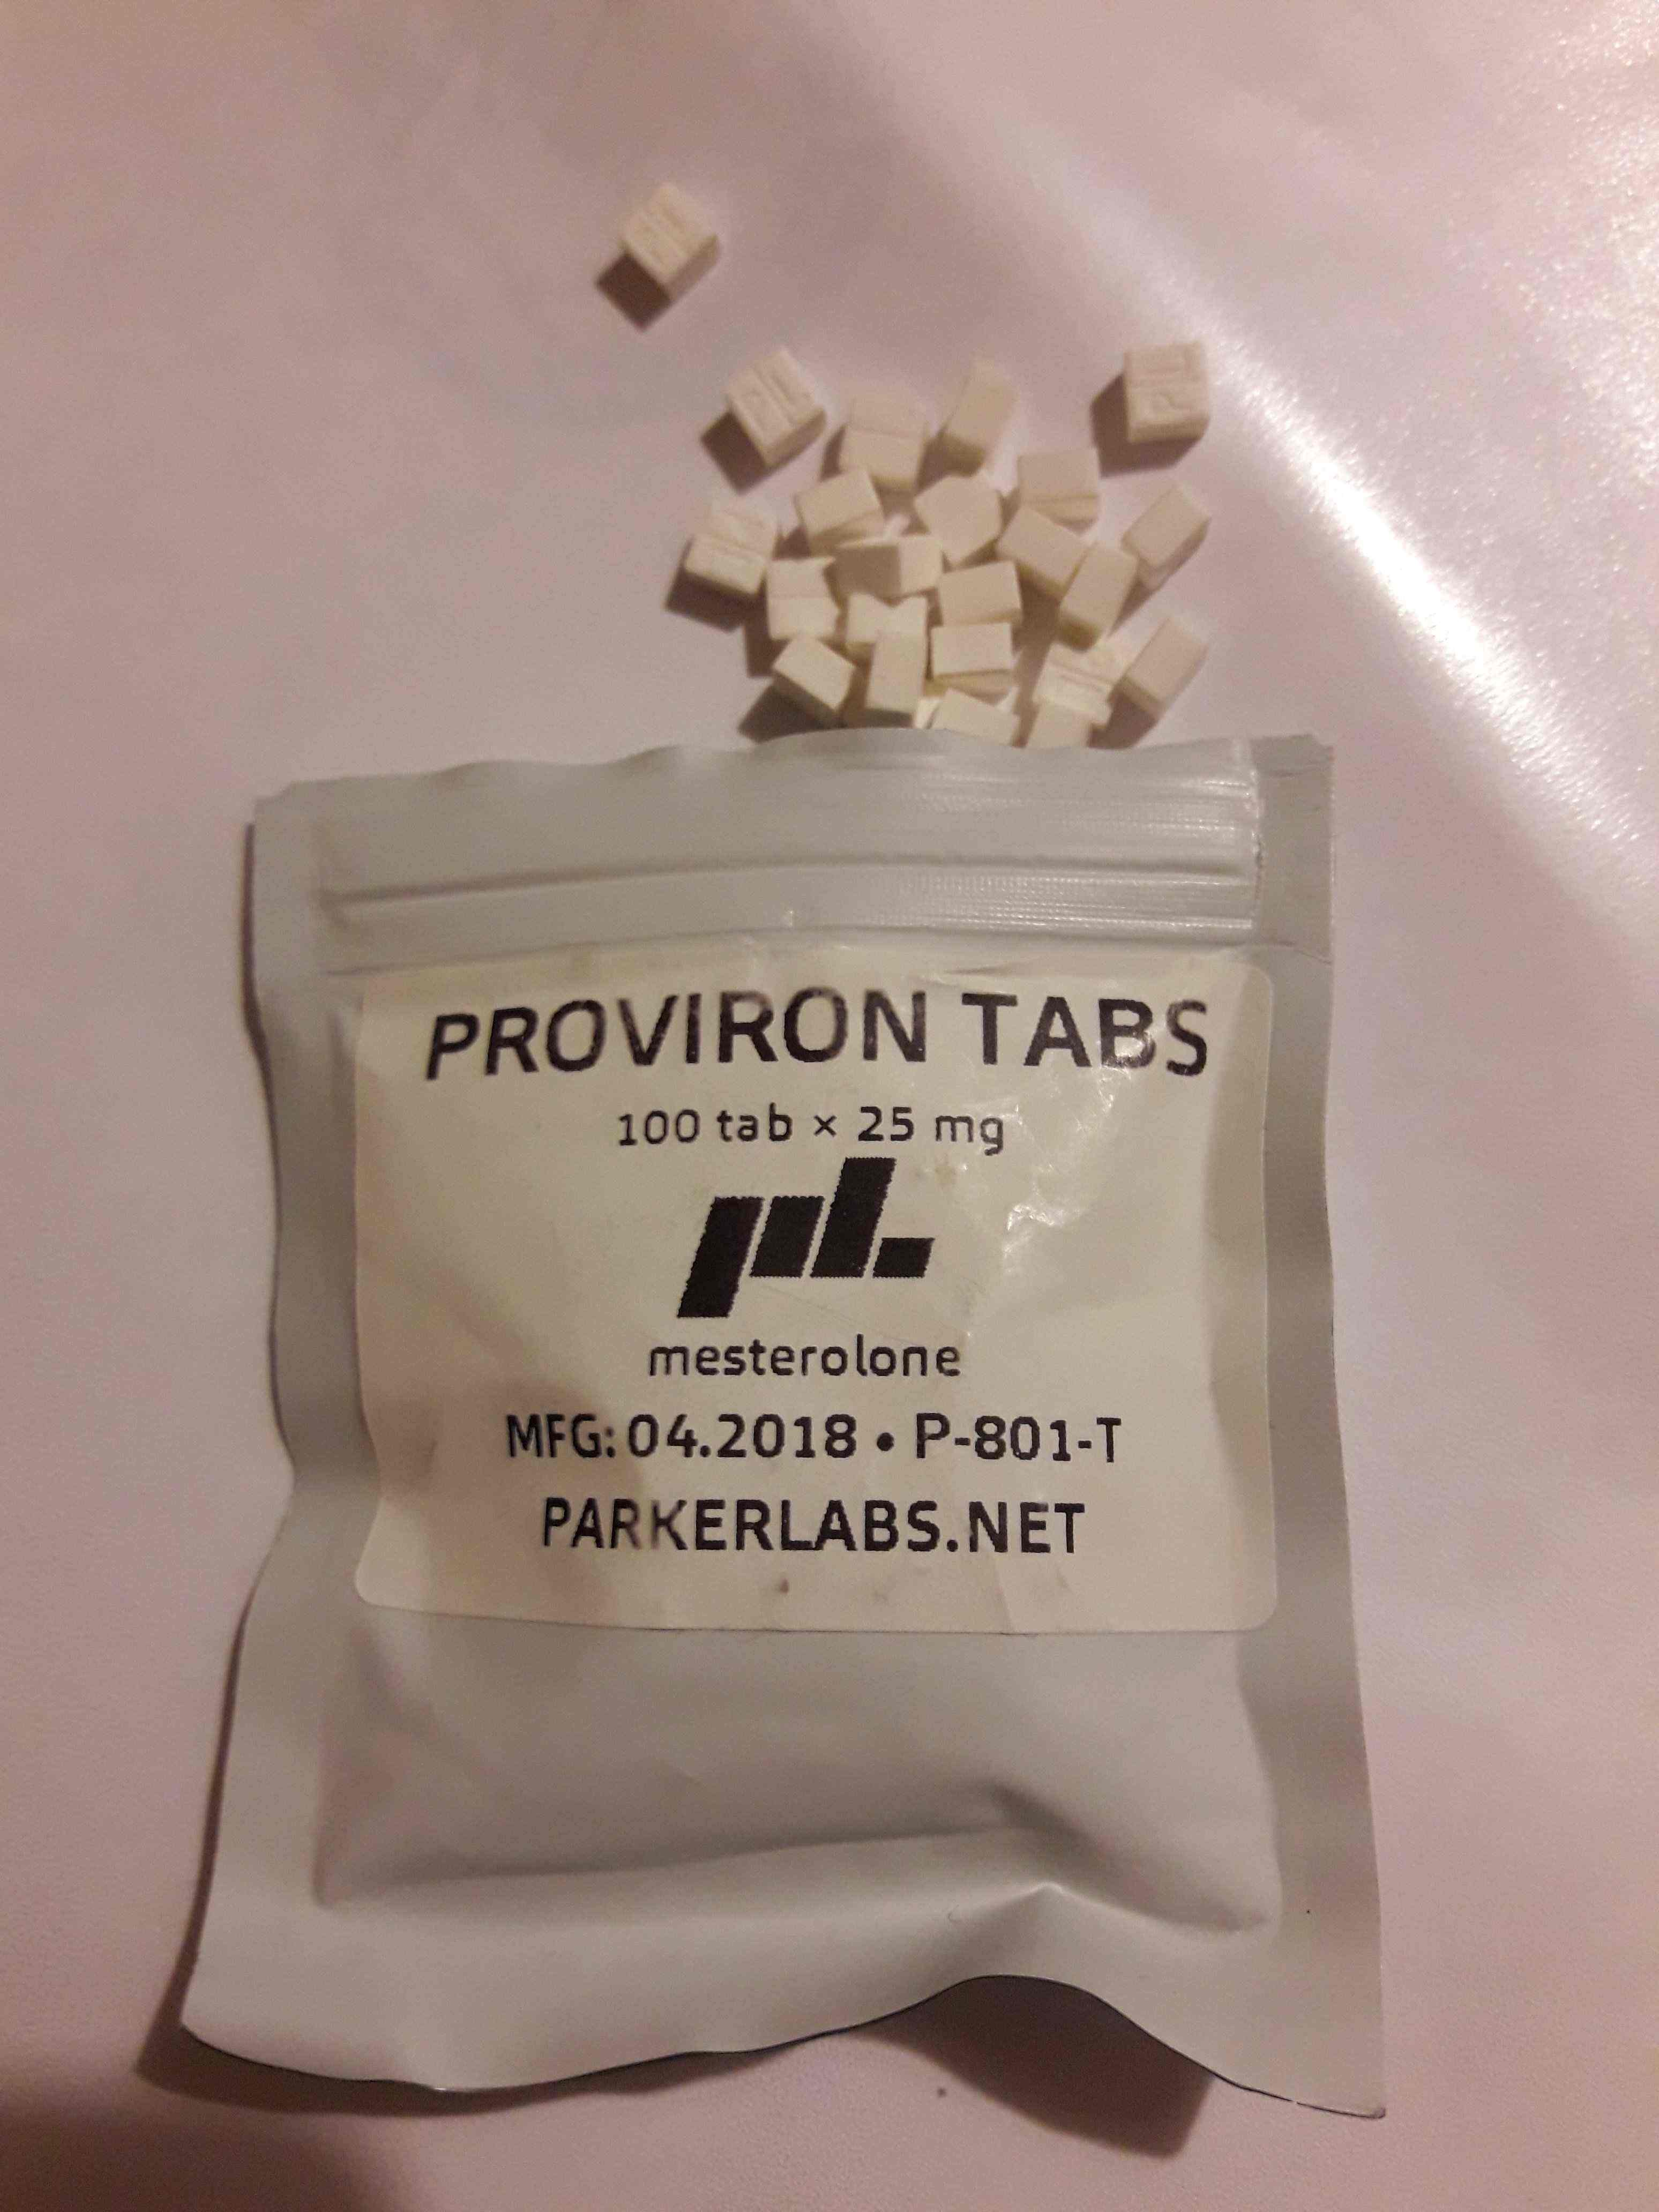 PROVIRON TABS
100 tab × 25 mg
pL
mesterolone
MFG: 04.2018 • P-801-T
PARKERLABS.NET